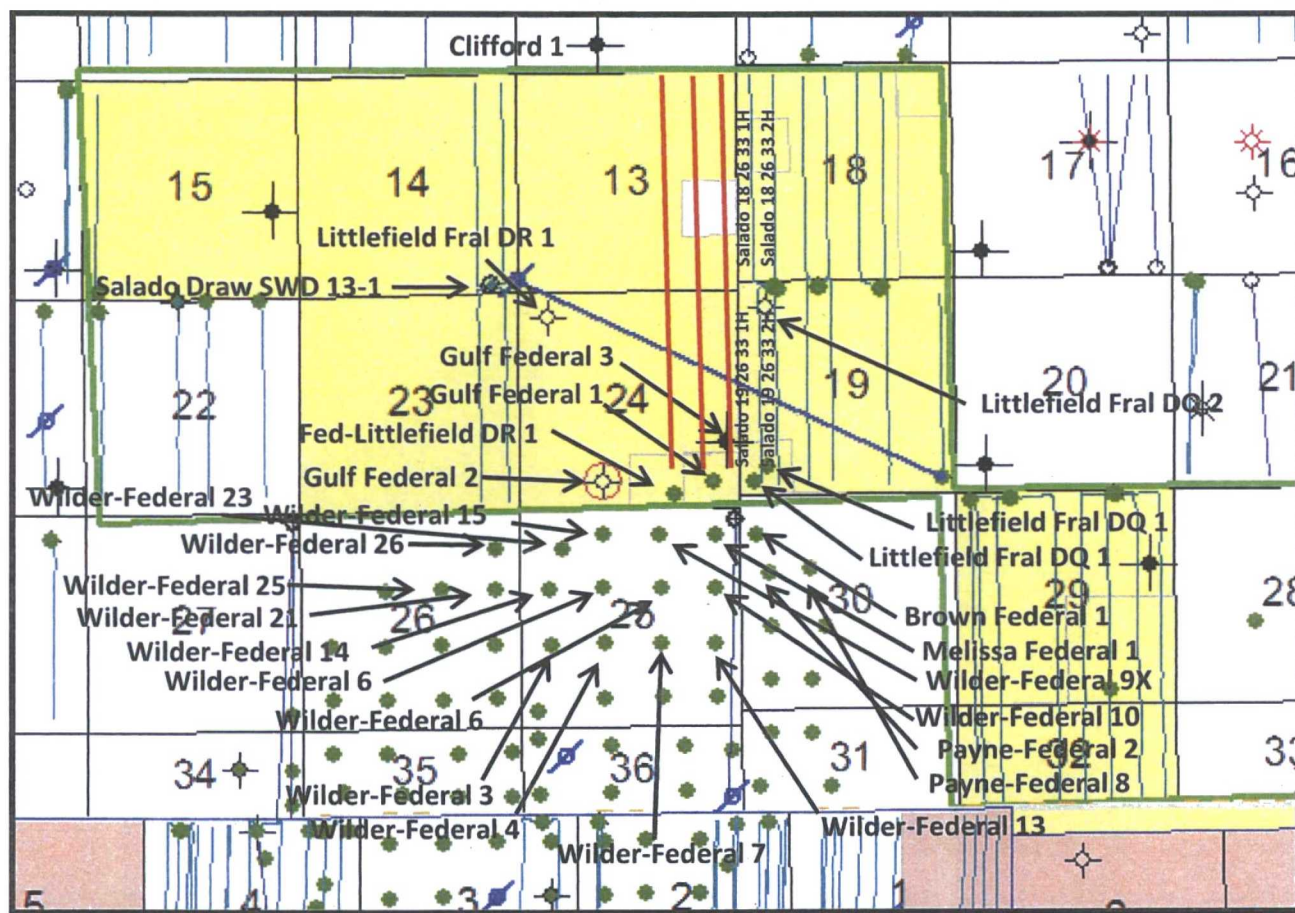 Clifford 1
15
14
13
18
17
16
Salado 18 26 33 1H
Salado 18 26 33 2H
Littlefield Fral DR 1
Salado Draw SWD 13-1
Gulf Federal 3
Gulf Federal 1
22
23
24
19
20
21
Salado 19 26 33 1H
Salado 19 26 33 2H
Littlefield Fral DQ 2
Fed-Littlefield DR 1
Gulf Federal 2
Wilder-Federal 23
Wilder-Federal 15
Wilder-Federal 26
Littlefield Fral DQ 1
Littlefield Fral DQ 1
Wilder-Federal 25
Wilder-Federal 21
27
26
25
30
29
28
Brown Federal 1
Wilder-Federal 14
Melissa Federal 1
Wilder-Federal 6
Wilder-Federal 9X
Wilder-Federal 6
Wilder-Federal 10
Payne-Federal 2
34
35
36
31
32
33
Payne-Federal 8
Wilder-Federal 3
Wilder-Federal 4
Wilder-Federal 13
Wilder-Federal 7
5
4
3
2
1